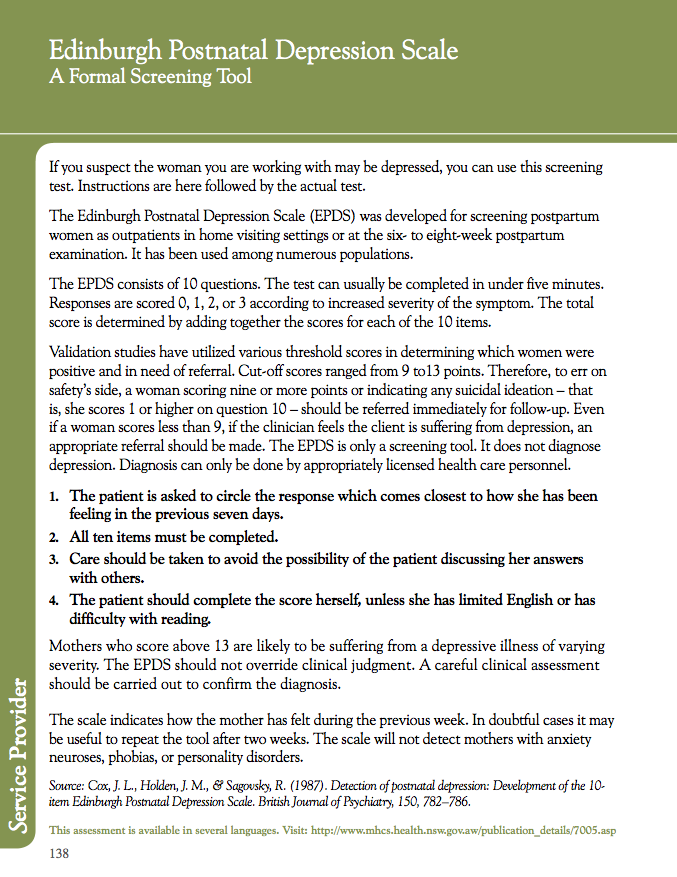 Edinburgh Postnatal Depression Scale
A Formal Screening Tool
If you suspect the woman you are working with may be depressed, you can use this screening
test. Instructions are here followed by the actual test.
The Edinburgh Postnatal Depression Scale (EPDS) was developed for screening postpartum
women as outpatients in home visiting settings or at the six- to eight-week postpartum
examination. It has been used among numerous populations.
The EPDS consists of 10 questions. The test can usually be completed in under five minutes.
Responses are scored 0, 1, 2, or 3 according to increased severity of the symptom. The total
score is determined by adding together the scores for each of the 10 items.
Validation studies have utilized various threshold scores in determining which women were
positive and in need of referral. Cut-off scores ranged from 9 to13 points. Therefore, to err on
safety's side, a woman scoring nine or more points or indicating any suicidal ideation – that
is, she scores 1 or higher on question 10 – should be referred immediately for follow-up. Even
if a woman scores less than 9, if the clinician feels the client is suffering from depression, an
appropriate referral should be made. The EPDS is only a screening tool. It does not diagnose
depression. Diagnosis can only be done by appropriately licensed health care personnel.
1. The patient is asked to circle the response which comes closest to how she has been
feeling in the previous seven days.
2. All ten items must be completed.
3. Care should be taken to avoid the possibility of the patient discussing her answers
with others.
4. The patient should complete the score herself, unless she has limited English or has
difficulty with reading.
Mothers who score above 13 are likely to be suffering from a depressive illness of varying
severity. The EPDS should not override clinical judgment. A careful clinical assessment
should be carried out to confirm the diagnosis.
The scale indicates how the mother has felt during the previous week. In doubtful cases it may
be useful to repeat the tool after two weeks. The scale will not detect mothers with anxiety
neuroses, phobias, or personality disorders.
Source: Cox, J. L., Holden, J. M., & Sagovsky, R. (1987). Detection of postnatal depression: Development of the 10-
item Edinburgh Postnatal Depression Scale. British Journal of Psychiatry, 150, 782–786.
This assessment is available in several languages. Visit: http://www.mhcs.health.nsw.gov.aw/publication_details/7005.asp
138
Service Provider